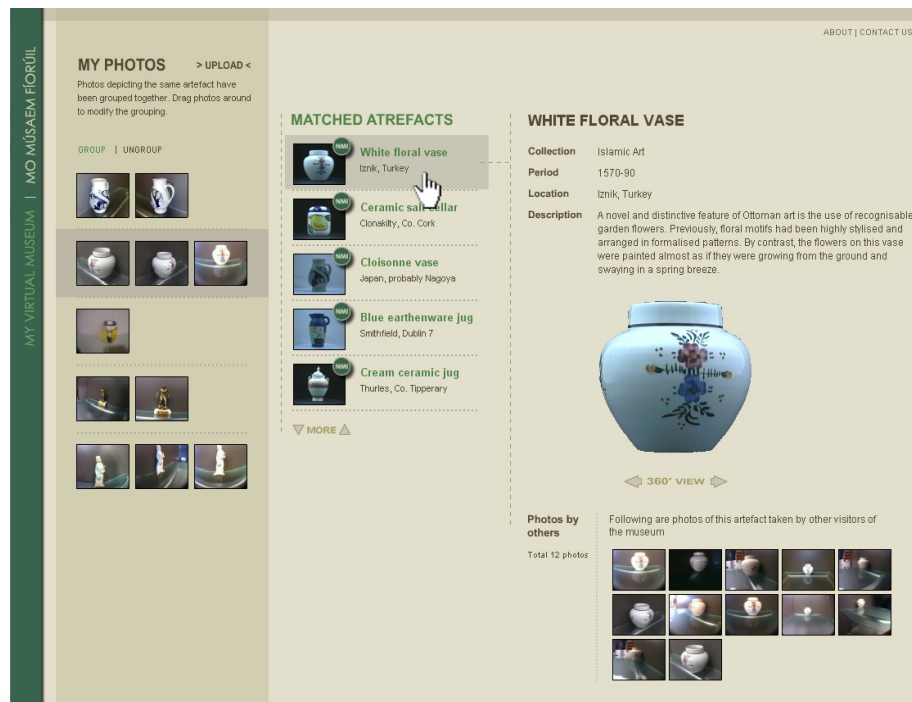 ABOUT | CONTACT US
MY VIRTUAL MUSEUM | MO MÚSAEM FÍORÚIL
MY PHOTOS > UPLOAD <
Photos depicting the same artefact have
been grouped together. Drag photos around
to modify the grouping.
GROUP | UNGROUP
MATCHED ATREFACTS
NMI
White floral vase
Iznik, Turkey
NMI
Ceramic salt cellar
Clonakilty, Co. Cork
NMI
Cloisonne vase
Japan, probably Nagoya
NMI
Blue earthenware jug
Smithfield, Dublin 7
NMI
Cream ceramic jug
Thurles, Co. Tipperary
MORE
WHITE FLORAL VASE
Collection Islamic Art
Period 1570-90
Location Iznik, Turkey
Description A novel and distinctive feature of Ottoman art is the use of recognisable
garden flowers. Previously, floral motifs had been highly stylised and
arranged in formalised patterns. By contrast, the flowers on this vase
were painted almost as if they were growing from the ground and
swaying in a spring breeze.
360° VIEW
Photos by
others
Total 12 photos
Following are photos of this artefact taken by other visitors of
the museum